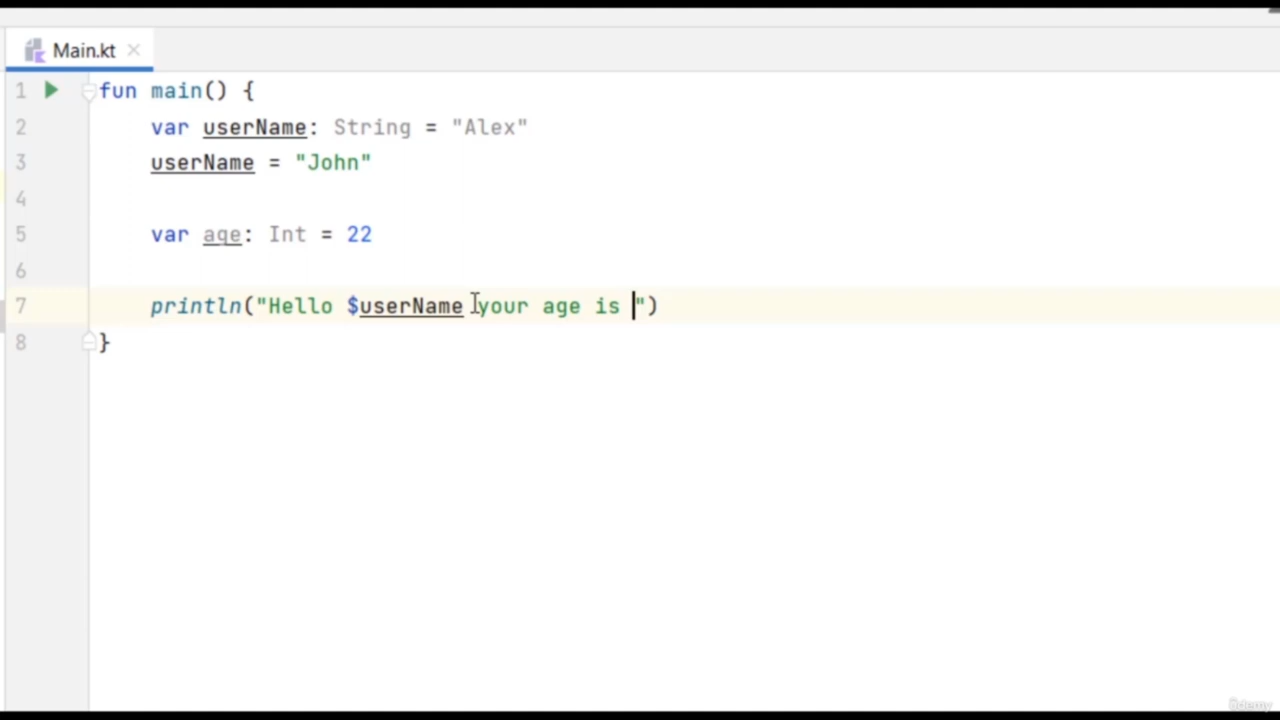 Main.kt
1 fun main() {
2 var userName: String = "Alex"
3 userName = "John"
4
5 var age: Int = 22
6
7 println("Hello $userName your age is ")
8 }
ûdemy